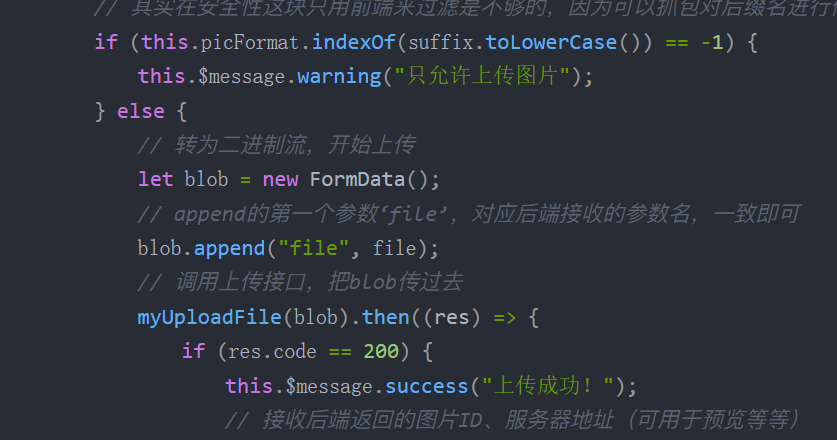 // 其实在安全性这块只用前端来过滤是不够的，因为可以抓包对后缀名进行
if (this.picFormat.indexOf(suffix.toLowerCase()) == -1) {
this.$message.warning("只允许上传图片");
} else {
// 转为二进制流，开始上传
let blob = new FormData();
// append的第一个参数‘file’，对应后端接收的参数名，一致即可
blob.append("file", file);
// 调用上传接口，把blob传过去
myUploadFile(blob).then((res) => {
if (res.code == 200) {
this.$message.success("上传成功！");
// 接收后端返回的图片ID、服务器地址（可用于预览等等）